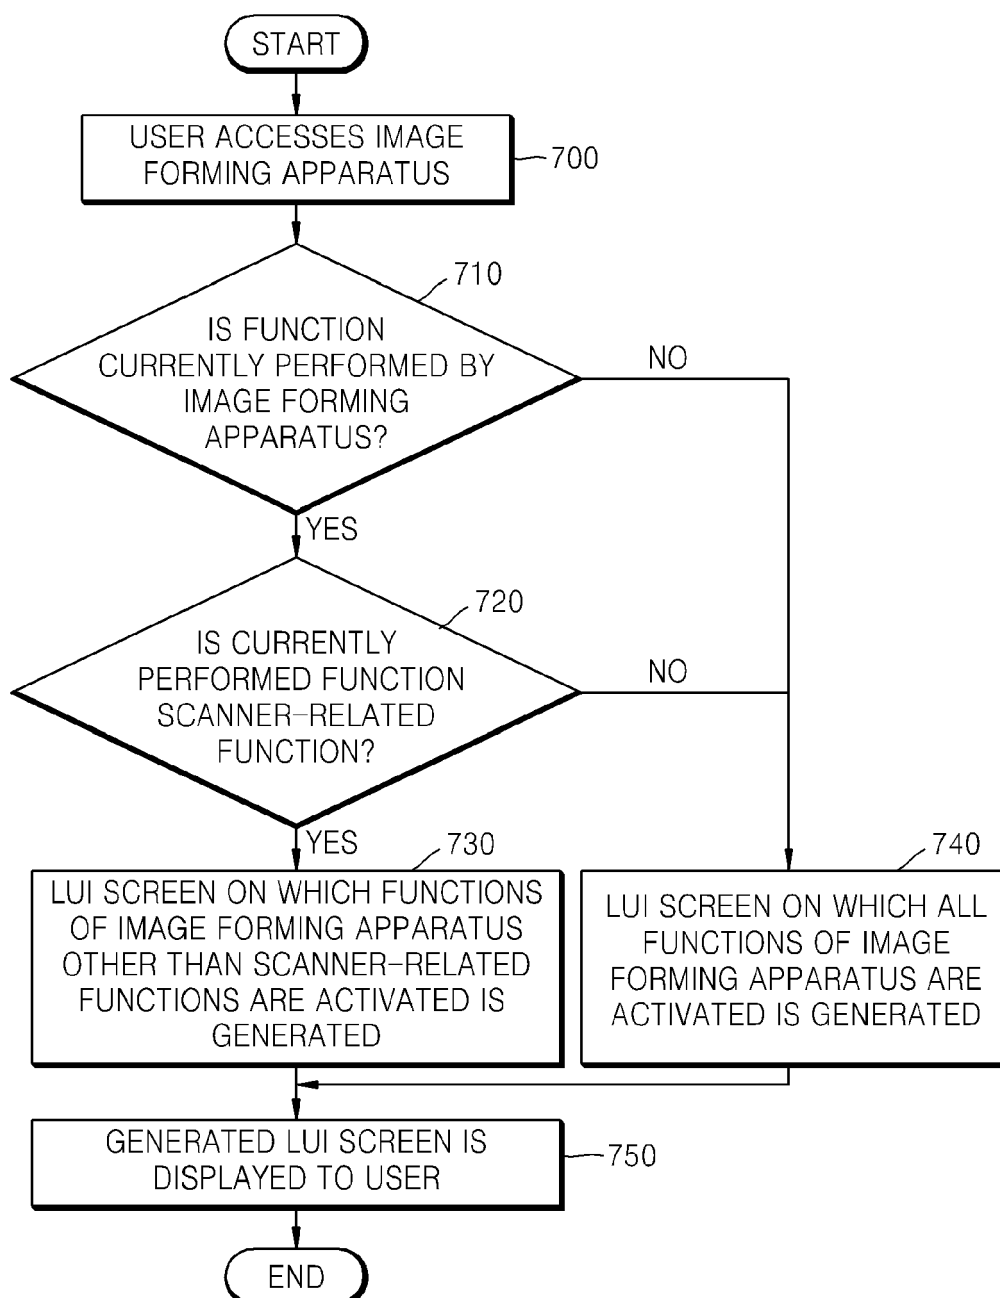 START
USER ACCESSES IMAGE
FORMING APPARATUS
700
710
IS FUNCTION
CURRENTLY PERFORMED BY
IMAGE FORMING
APPARATUS?
NO
YES
720
IS CURRENTLY
PERFORMED FUNCTION
SCANNER-RELATED
FUNCTION?
NO
YES
730
LUI SCREEN ON WHICH FUNCTIONS
OF IMAGE FORMING APPARATUS
OTHER THAN SCANNER-RELATED
FUNCTIONS ARE ACTIVATED IS
GENERATED
740
LUI SCREEN ON WHICH ALL
FUNCTIONS OF IMAGE
FORMING APPARATUS ARE
ACTIVATED IS GENERATED
GENERATED LUI SCREEN IS
DISPLAYED TO USER
750
END